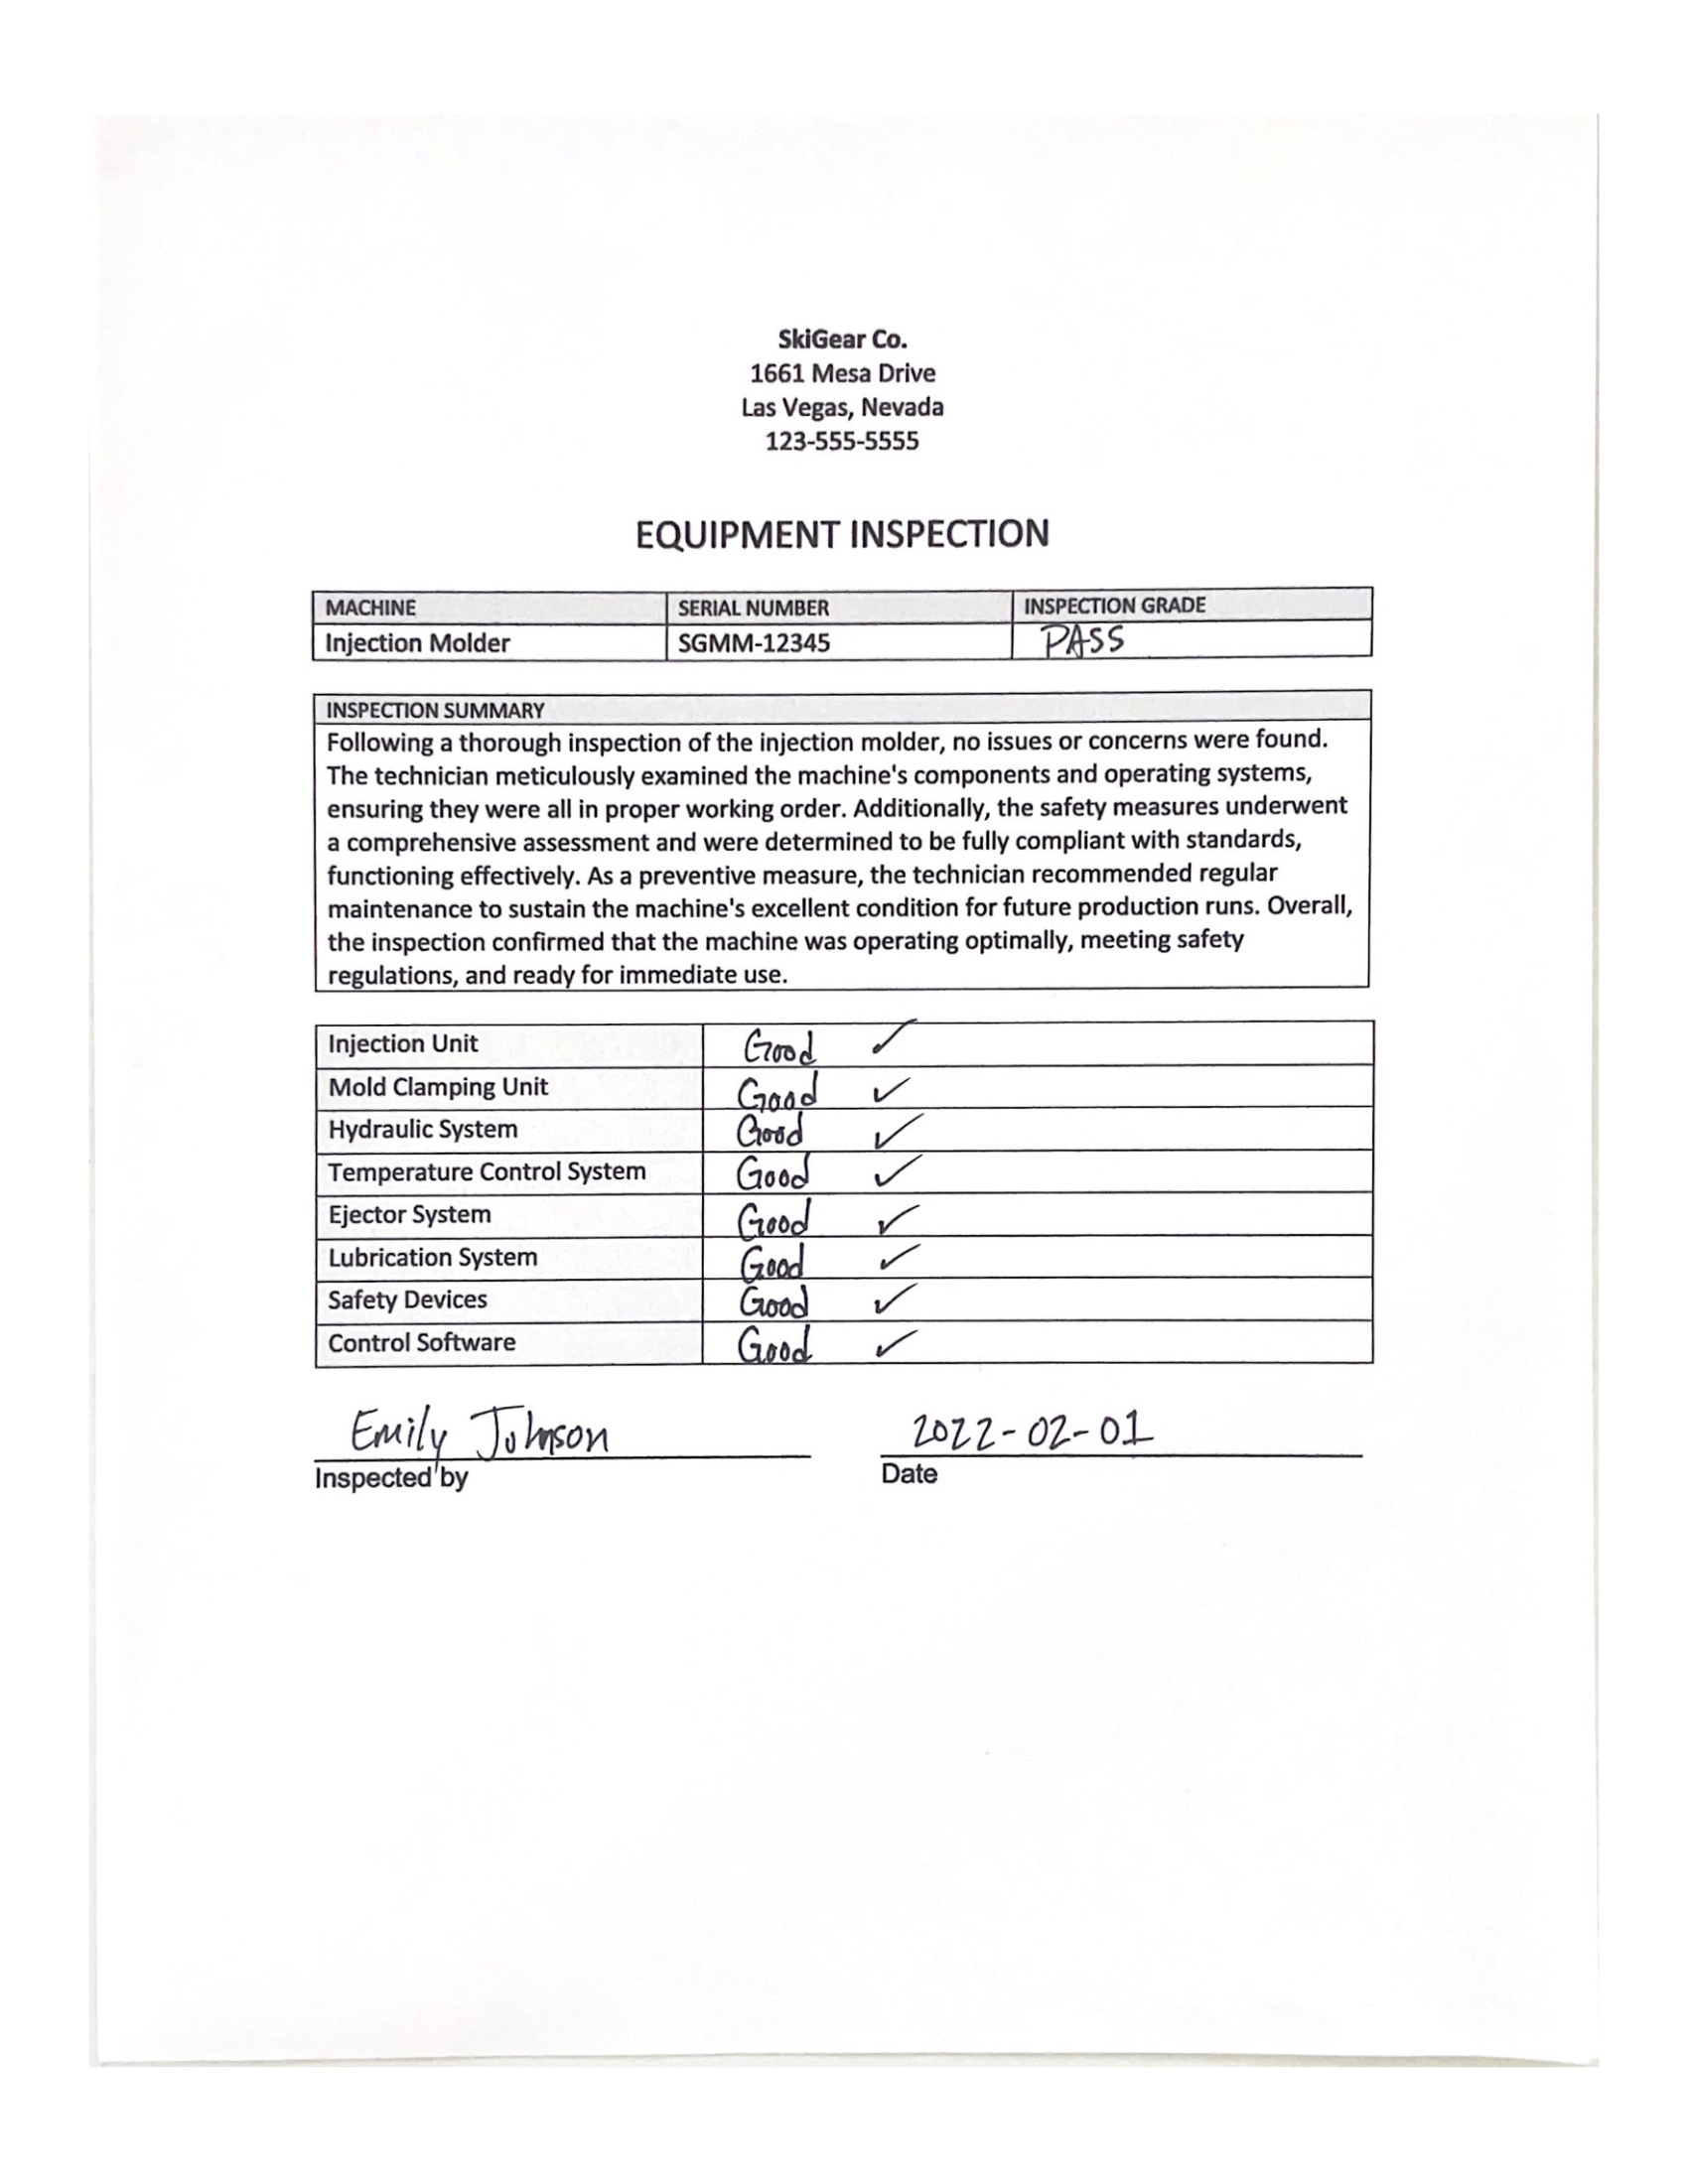 SkiGear Co.
1661 Mesa Drive
Las Vegas, Nevada
123-555-5555
EQUIPMENT INSPECTION
MACHINE SERIAL NUMBER INSPECTION GRADE
Injection Molder SGMM-12345 PASS
INSPECTION SUMMARY
Following a thorough inspection of the injection molder, no issues or concerns were found.
The technician meticulously examined the machine's components and operating systems,
ensuring they were all in proper working order. Additionally, the safety measures underwent
a comprehensive assessment and were determined to be fully compliant with standards,
functioning effectively. As a preventive measure, the technician recommended regular
maintenance to sustain the machine's excellent condition for future production runs. Overall,
the inspection confirmed that the machine was operating optimally, meeting safety
regulations, and ready for immediate use.
Injection Unit Good ✓
Mold Clamping Unit Good ✓
Hydraulic System Good ✓
Temperature Control System Good ✓
Ejector System Good ✓
Lubrication System Good ✓
Safety Devices Good ✓
Control Software Good ✓
Emily Johnson 2022-02-01
Inspected by Date